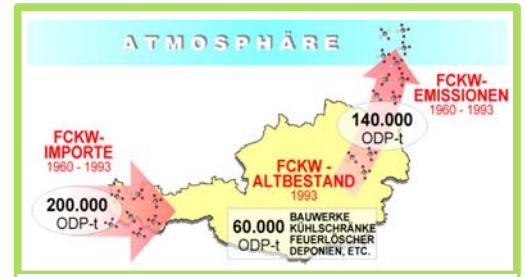 ATMOSPHÄRE
FCKW-
EMISSIONEN
1960 - 1993
140.000
ODP-t
FCKW-
IMPORTE
1960 - 1993
200.000
ODP-t
FCKW -
ALTBESTAND
1993
60.000
ODP-t
BAUWERKE
KÜHLSCHRÄNKE
FEUERLÖSCHER
DEPONIEN, ETC.